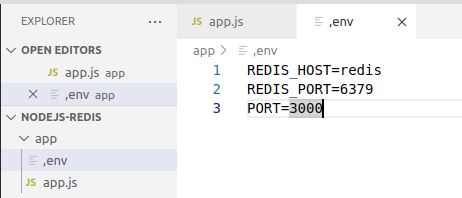 EXPLORER ...
OPEN EDITORS
JS app.js app
,env app
NODEJS-REDIS
app
,env
JS app.js
JS app.js
,env
app > ,env
1 REDIS_HOST=redis
2 REDIS_PORT=6379
3 PORT=3000